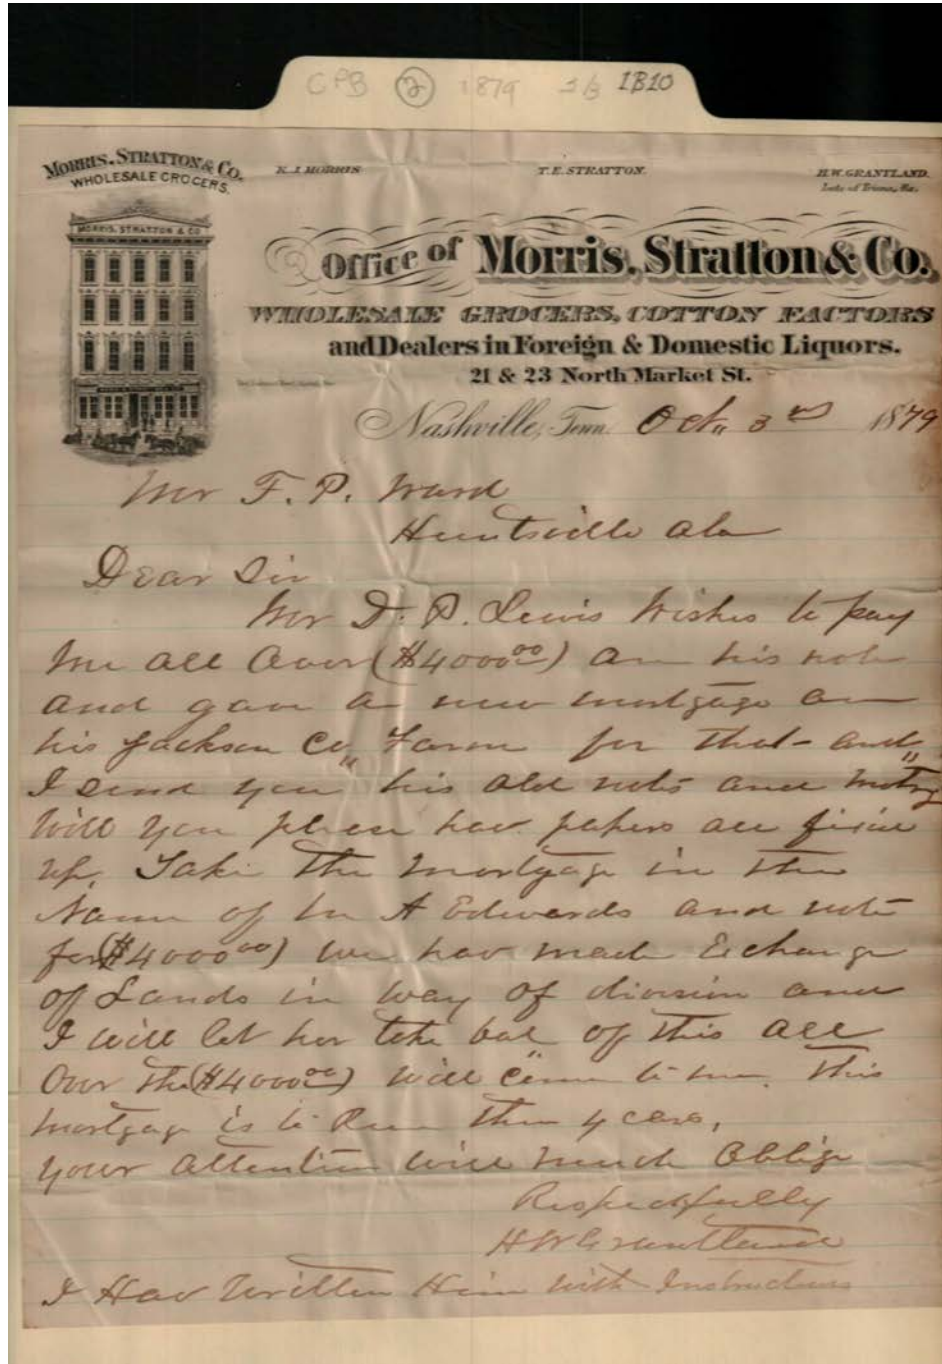 CPB 2 1879 1B10
MORRIS, STRATTON & CO.
WHOLESALE GROCERS.
K. J. MORRIS
T. E. STRATTON.
H. W. GRANTLAND.
Late of Triana, Ala.
MORRIS, STRATTON & CO
Office of Morris, Stratton & Co.
WHOLESALE GROCERS, COTTON FACTORS
and Dealers in Foreign & Domestic Liquors.
21 & 23 North Market St.
Nashville, Tenn. Oct, 3rd 1879
Mr F. P. Ward
Huntsville Ala
Dear Sir
Mr D. P. Lewis Wishes to pay
me all Over ($4000.00) on his note
and gave a new mortgage on
his Jackson Co, Farm for that- and
I send you his old note and
Will you please hav papers all
up, Take the mortgage in the
Name of A Edwards and note
for ($4000.00) we hav made Exchange
of Lands in way of division and
I will let her take bal of this all
Over the ($4000.00) will come to me. This
mortgage is to Run three years,
your attention will much Oblige
Respectfully
H W Grantland
I Hav Written Him With Instructions